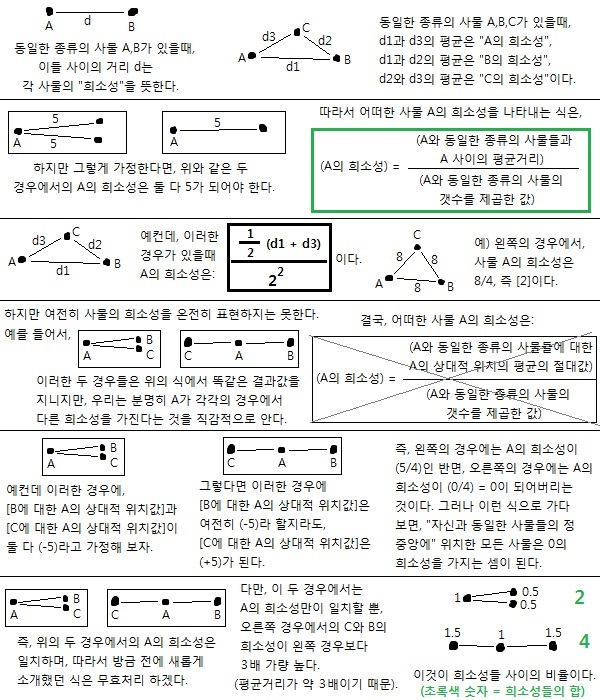 A
d
B
동일한 종류의 사물 A,B가 있을때,
이들 사이의 거리 d는
각 사물의 "희소성"을 뜻한다.
C
d3
d2
A
d1
B
동일한 종류의 사물 A,B,C가 있을때,
d1과 d3의 평균은 "A의 희소성",
d1과 d2의 평균은 "B의 희소성",
d2와 d3의 평균은 "C의 희소성"이다.
5
A
5
5
A
하지만 그렇게 가정한다면, 위와 같은 두
경우에서의 A의 희소성은 둘 다 5가 되어야 한다.
따라서 어떠한 사물 A의 희소성을 나타내는 식은,
(A와 동일한 종류의 사물들과
A 사이의 평균거리)
(A의 희소성) =
(A와 동일한 종류의 사물의
갯수를 제곱한 값)
C
d3
d2
A
d1
B
예컨데, 이러한
경우가 있을때
A의 희소성은:
1
2
(d1 + d3)
2
2
이다.
C
8
8
A
8
B
예) 왼쪽의 경우에서,
사물 A의 희소성은
8/4, 즉 [2]이다.
하지만 여전히 사물의 희소성을 온전히 표현하지는 못한다.
예를 들어서,
A
B
C
C
A
B
이러한 두 경우들은 위의 식에서 똑같은 결과값을
지니지만, 우리는 분명히 A가 각각의 경우에서
다른 희소성을 가진다는 것을 직감적으로 안다.
결국, 어떠한 사물 A의 희소성은:
(A와 동일한 종류의 사물들에 대한
A의 상대적 위치의 평균의 절대값)
(A의 희소성) =
(A와 동일한 종류의 사물의
갯수를 제곱한 값)
A
B
C
예컨데 이러한 경우에,
[B에 대한 A의 상대적 위치값]과
[C에 대한 A의 상대적 위치값]이
둘 다 (-5)라고 가정해 보자.
C
A
B
그렇다면 이러한 경우에
[B에 대한 A의 상대적 위치값]은
여전히 (-5)라 할지라도,
[C에 대한 A의 상대적 위치값]은
(+5)가 된다.
즉, 왼쪽의 경우에는 A의 희소성이
(5/4)인 반면, 오른쪽의 경우에는 A의
희소성이 (0/4) = 0이 되어버리는
것이다. 그러나 이런 식으로 가다
보면, "자신과 동일한 사물들의 정
중앙에" 위치한 모든 사물은 0의
희소성을 가지는 셈이 된다.
A
B
C
C
A
B
즉, 위의 두 경우에서의 A의 희소성은
일치하며, 따라서 방금 전에 새롭게
소개했던 식은 무효처리 하겠다.
다만, 이 두 경우에서는
A의 희소성만이 일치할 뿐,
오른쪽 경우에서의 C와 B의
희소성이 왼쪽 경우보다
3배 가량 높다.
(평균거리가 약 3배이기 때문).
1
0.5
0.5
2
1.5
1
1.5
4
이것이 희소성들 사이의 비율이다.
(초록색 숫자 = 희소성들의 합)